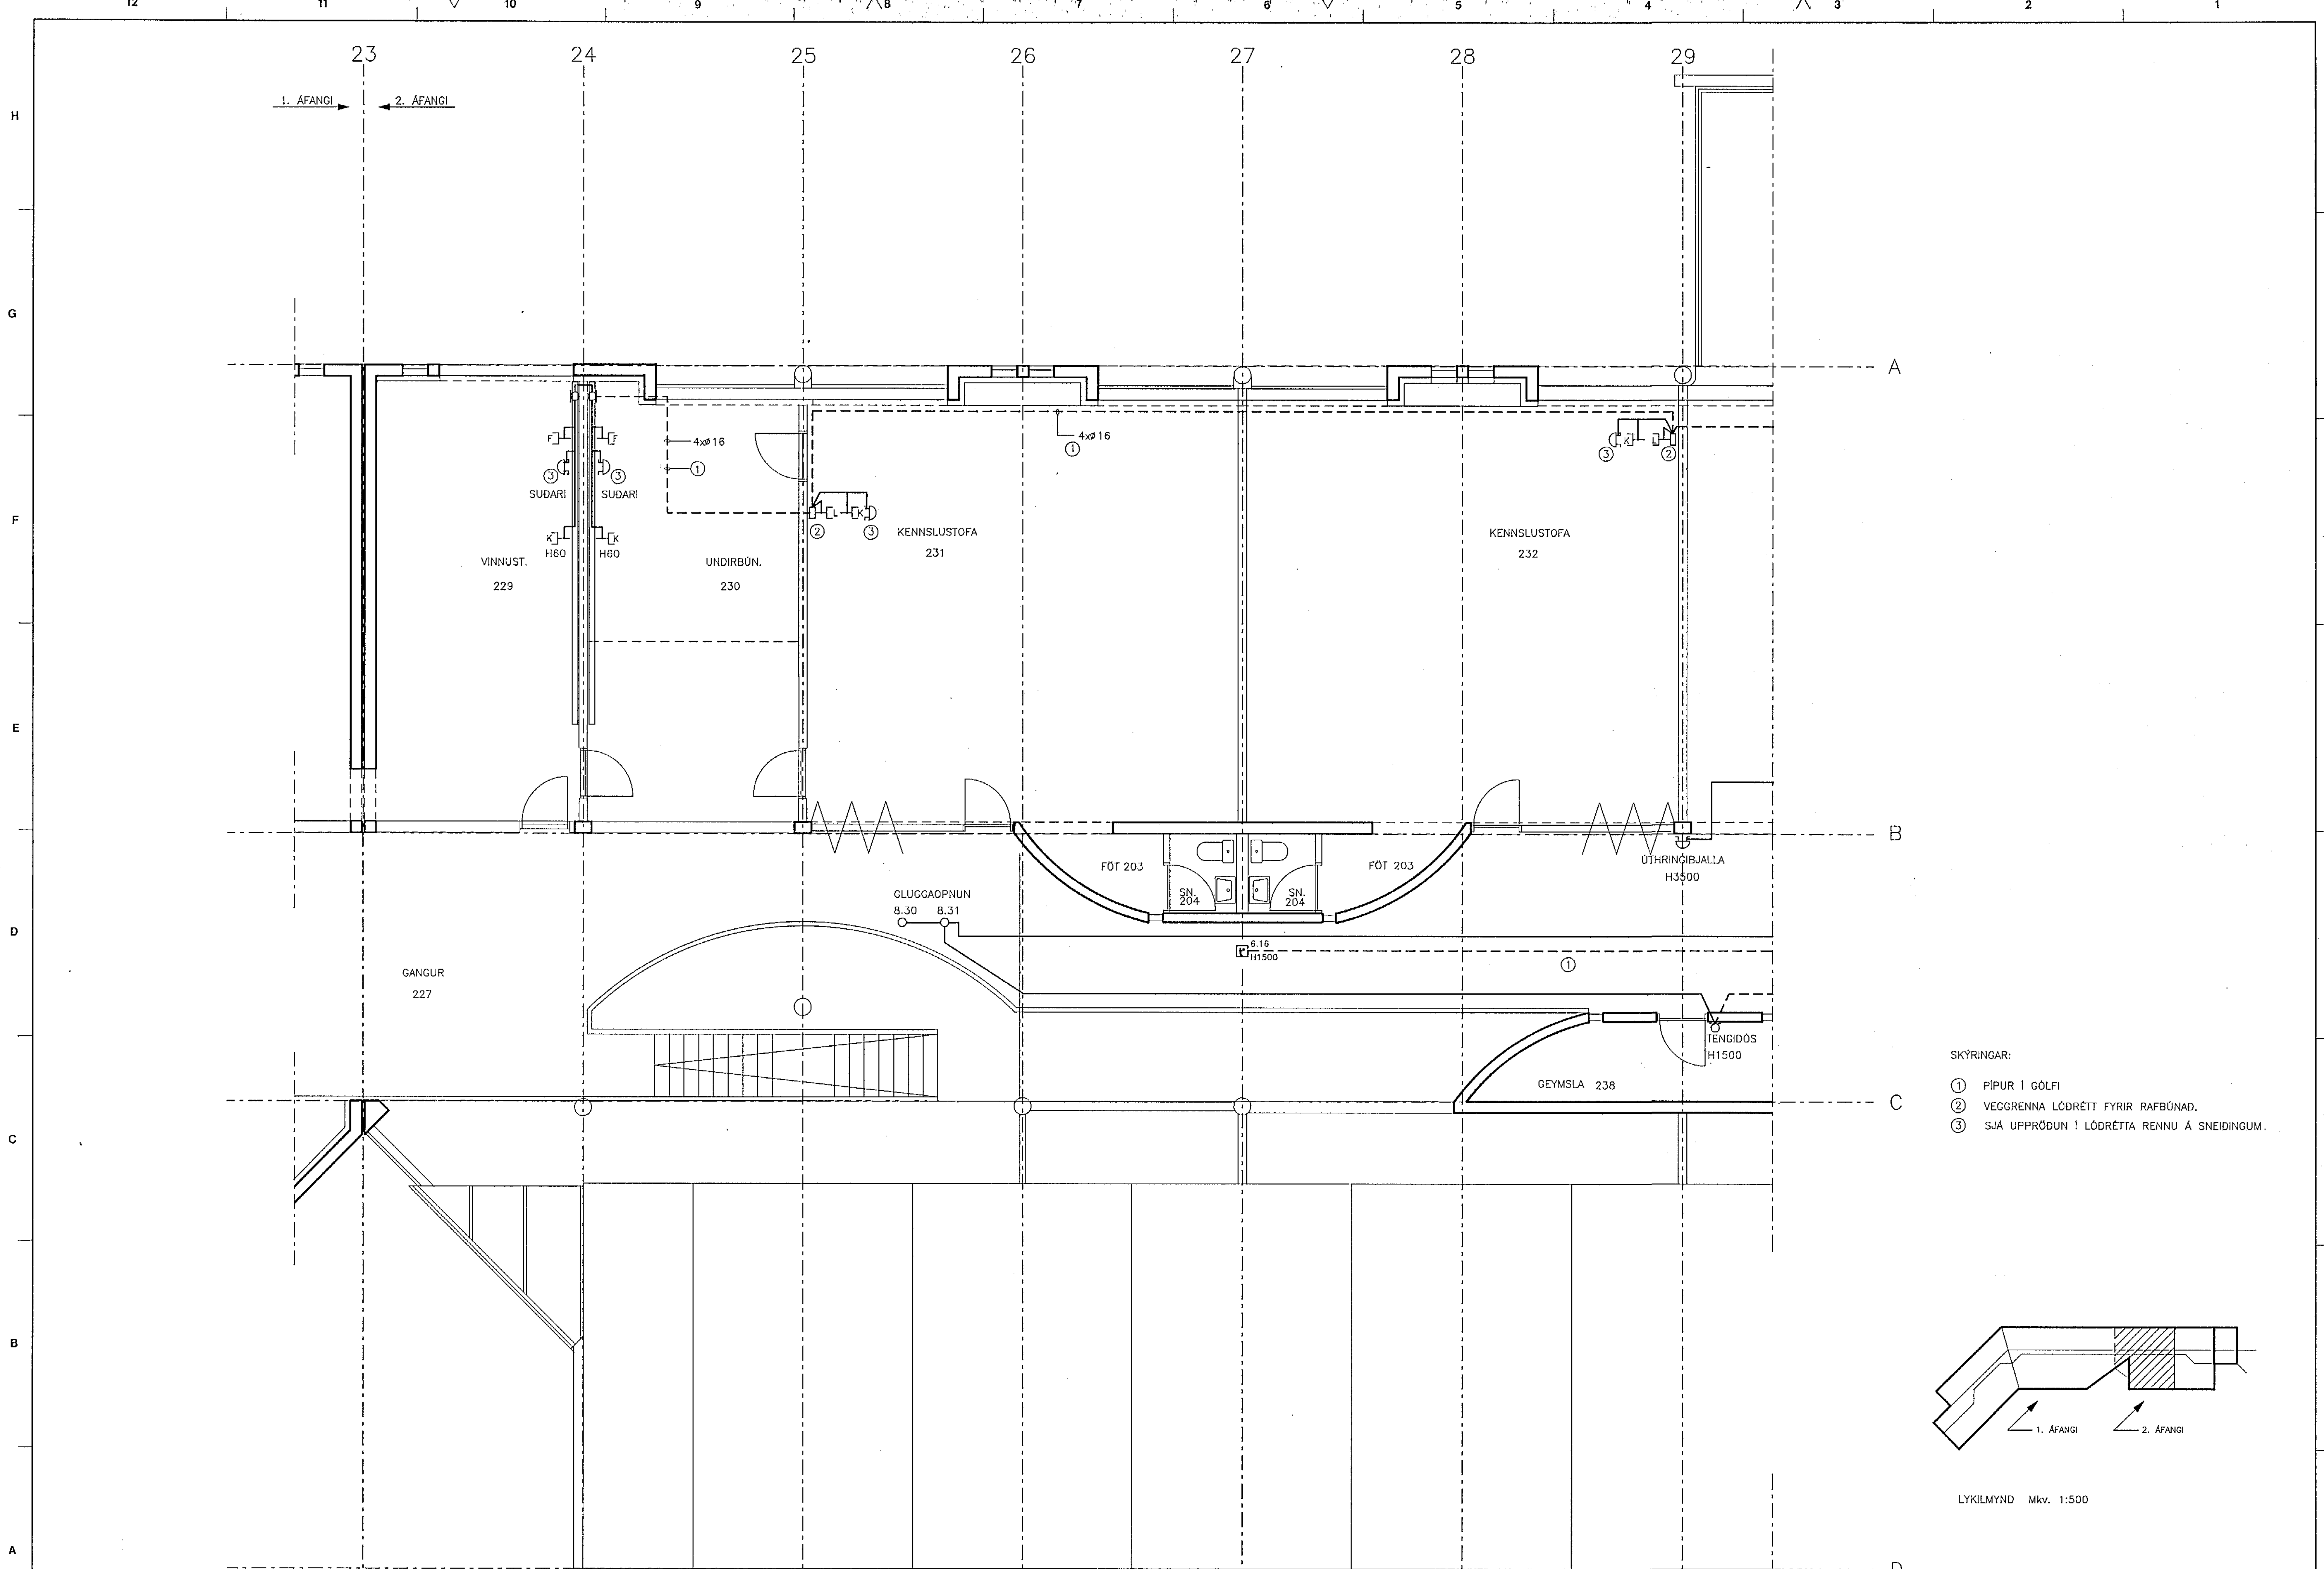 12 11 10 9 8 7 6 5 4 3 2 1
23 24 25 26 27 28 29
1. ÁFANGI 2. ÁFANGI
H
G
A
4xø16
4xø16
1
1
F F
3 3
SUÐARI SUÐARI
3 K L 2
L K
2 3
F
KENNSLUSTOFA
231
KENNSLUSTOFA
232
K K
H60 H60
VINNUST.
229
UNDIRBÚN.
230
E
B
FÖT 203
FÖT 203
SN.
204
SN.
204
ÚTHRINGIBJALLA
H3500
GLUGGAOPNUN
8.30 8.31
D
6.16
r
H1500
1
GANGUR
227
TENGIDÓS
H1500
GEYMSLA 238
C
SKÝRINGAR:
1 PÍPUR Í GÓLFI
2 VEGGRENNA LÓÐRÉTT FYRIR RAFBÚNAÐ.
3 SJÁ UPPRÖÐUN Í LÓÐRÉTTA RENNU Á SNEIÐINGUM.
C
B
1. ÁFANGI 2. ÁFANGI
LYKILMYND Mkv. 1:500
A
D